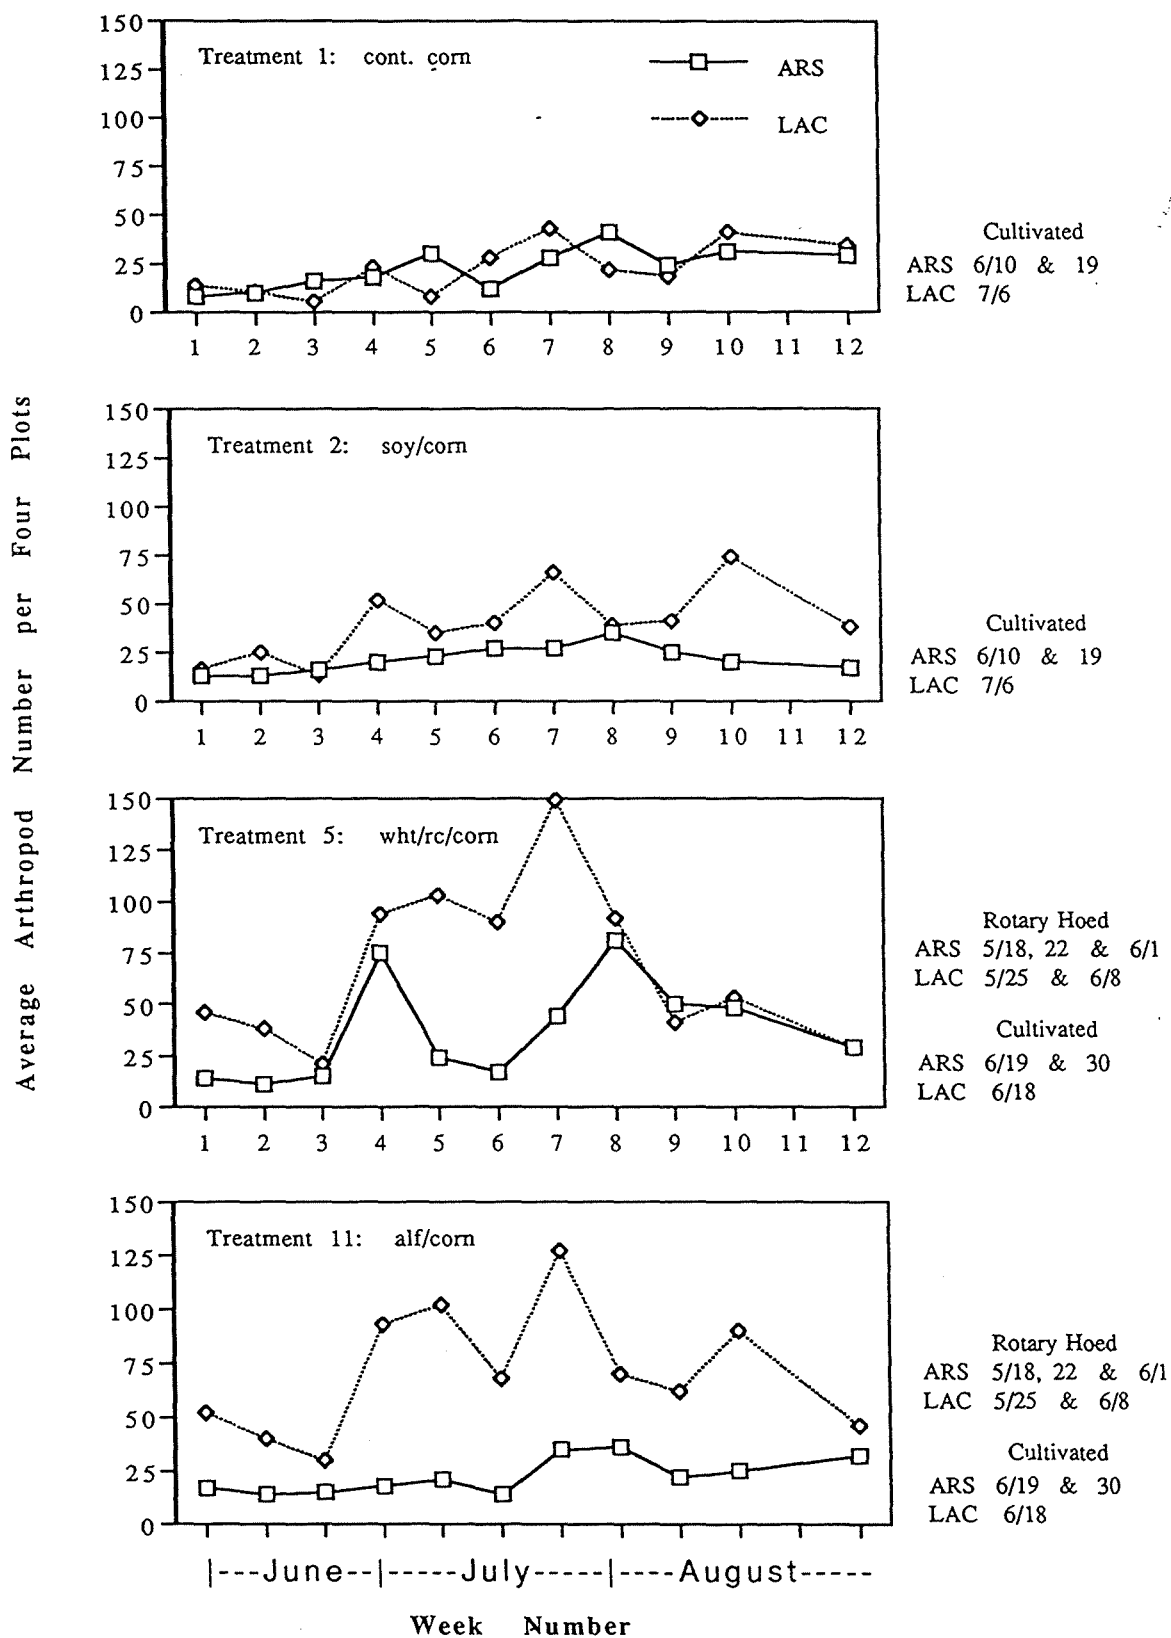 Average Arthropod Number per Four Plots
150
125
100
75
50
25
0
Treatment 1: cont. corn
ARS
LAC
1 2 3 4 5 6 7 8 9 10 11 12
Cultivated
ARS 6/10 & 19
LAC 7/6
150
125
100
75
50
25
0
Treatment 2: soy/corn
1 2 3 4 5 6 7 8 9 10 11 12
Cultivated
ARS 6/10 & 19
LAC 7/6
150
125
100
75
50
25
0
Treatment 5: wht/rc/corn
1 2 3 4 5 6 7 8 9 10 11 12
Rotary Hoed
ARS 5/18, 22 & 6/1
LAC 5/25 & 6/8
Cultivated
ARS 6/19 & 30
LAC 6/18
150
125
100
75
50
25
0
Treatment 11: alf/corn
Rotary Hoed
ARS 5/18, 22 & 6/1
LAC 5/25 & 6/8
Cultivated
ARS 6/19 & 30
LAC 6/18
|---June--|-----July-----|----August-----
Week Number